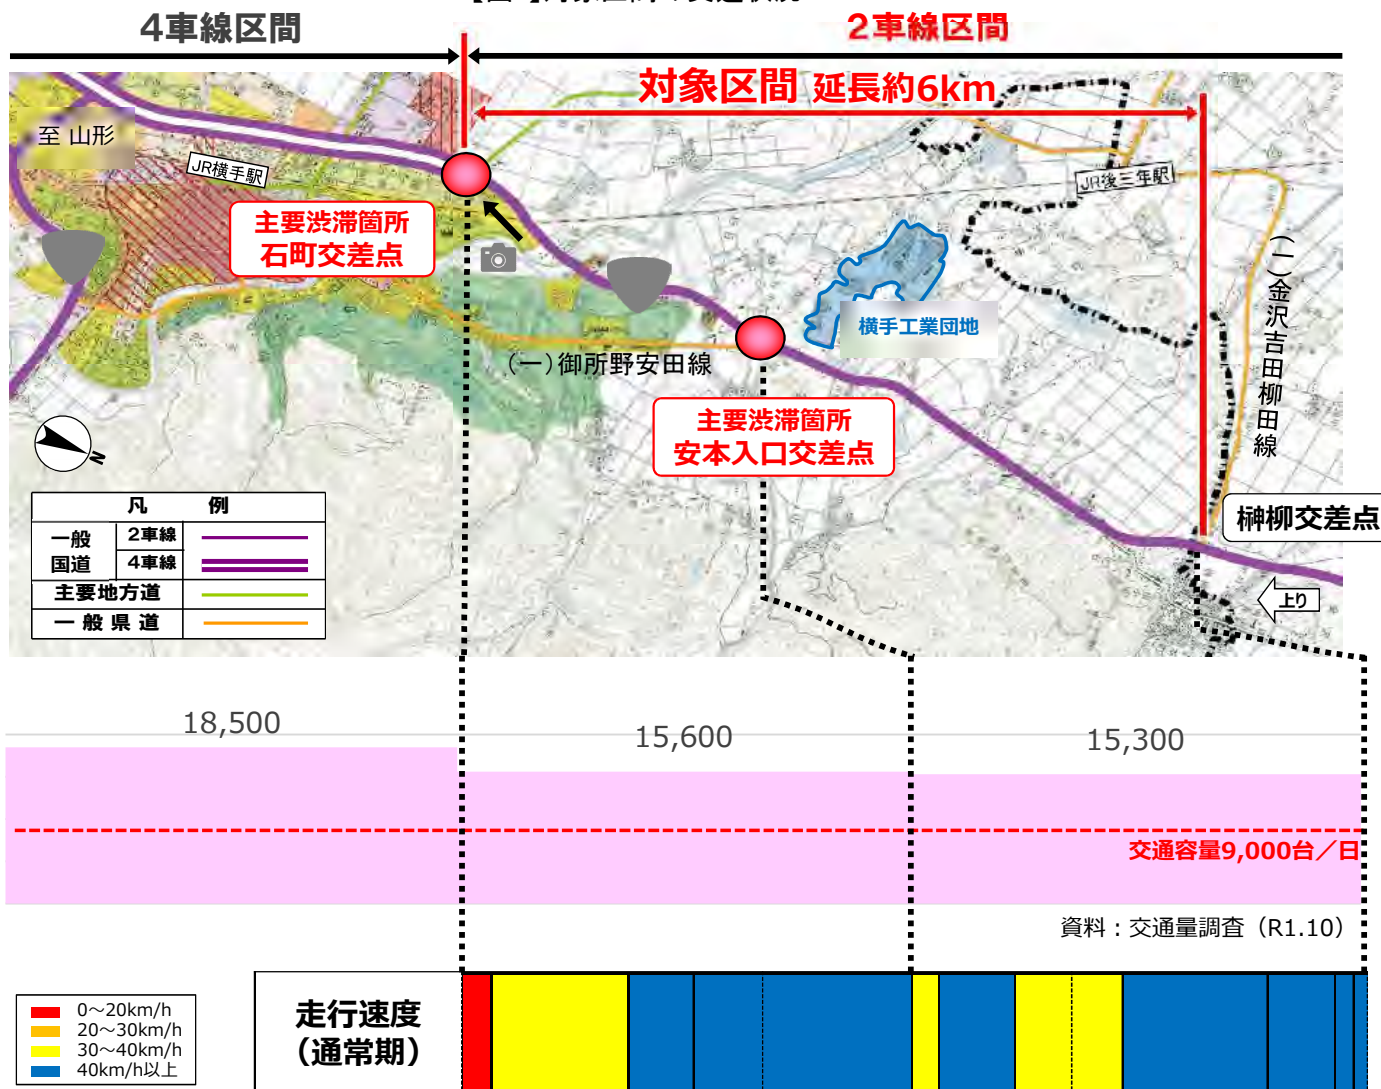 4車線区間
2車線区間
対象区間 延長約6km
至 山形
JR横手駅
主要渋滞箇所
石町交差点
JR後三年駅
横手工業団地
(一)金沢吉田柳田線
(一)御所野安田線
主要渋滞箇所
安本入口交差点
榊柳交差点
上り
N
凡 例
一般国道 2車線
4車線
主要地方道
一般県道
18,500
15,600
15,300
交通容量9,000台／日
資料：交通量調査（R1.10）
0～20km/h
20～30km/h
30～40km/h
40km/h以上
走行速度
（通常期）